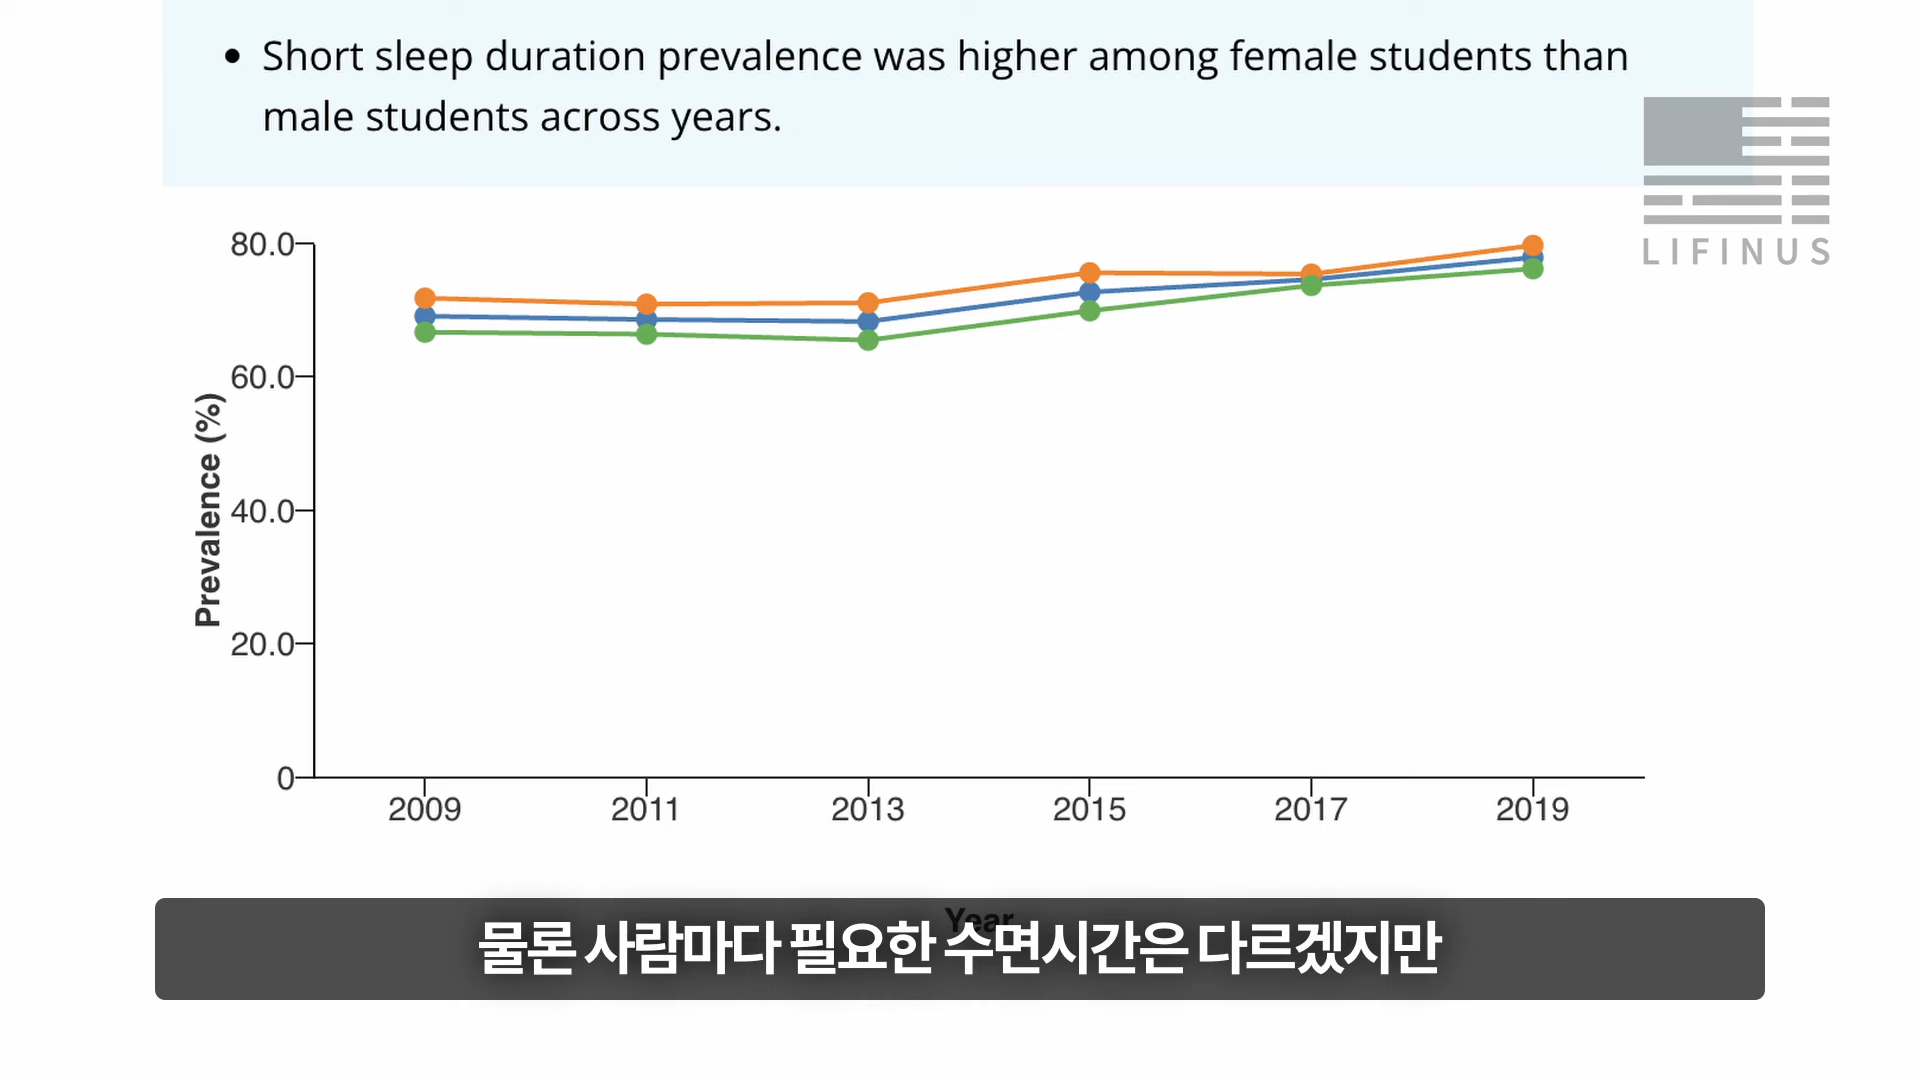 • Short sleep duration prevalence was higher among female students than
male students across years.
LIFINUS
80.0
60.0
40.0
20.0
0
Prevalence (%)
2009 2011 2013 2015 2017 2019
Year
물론 사람마다 필요한 수면시간은 다르겠지만